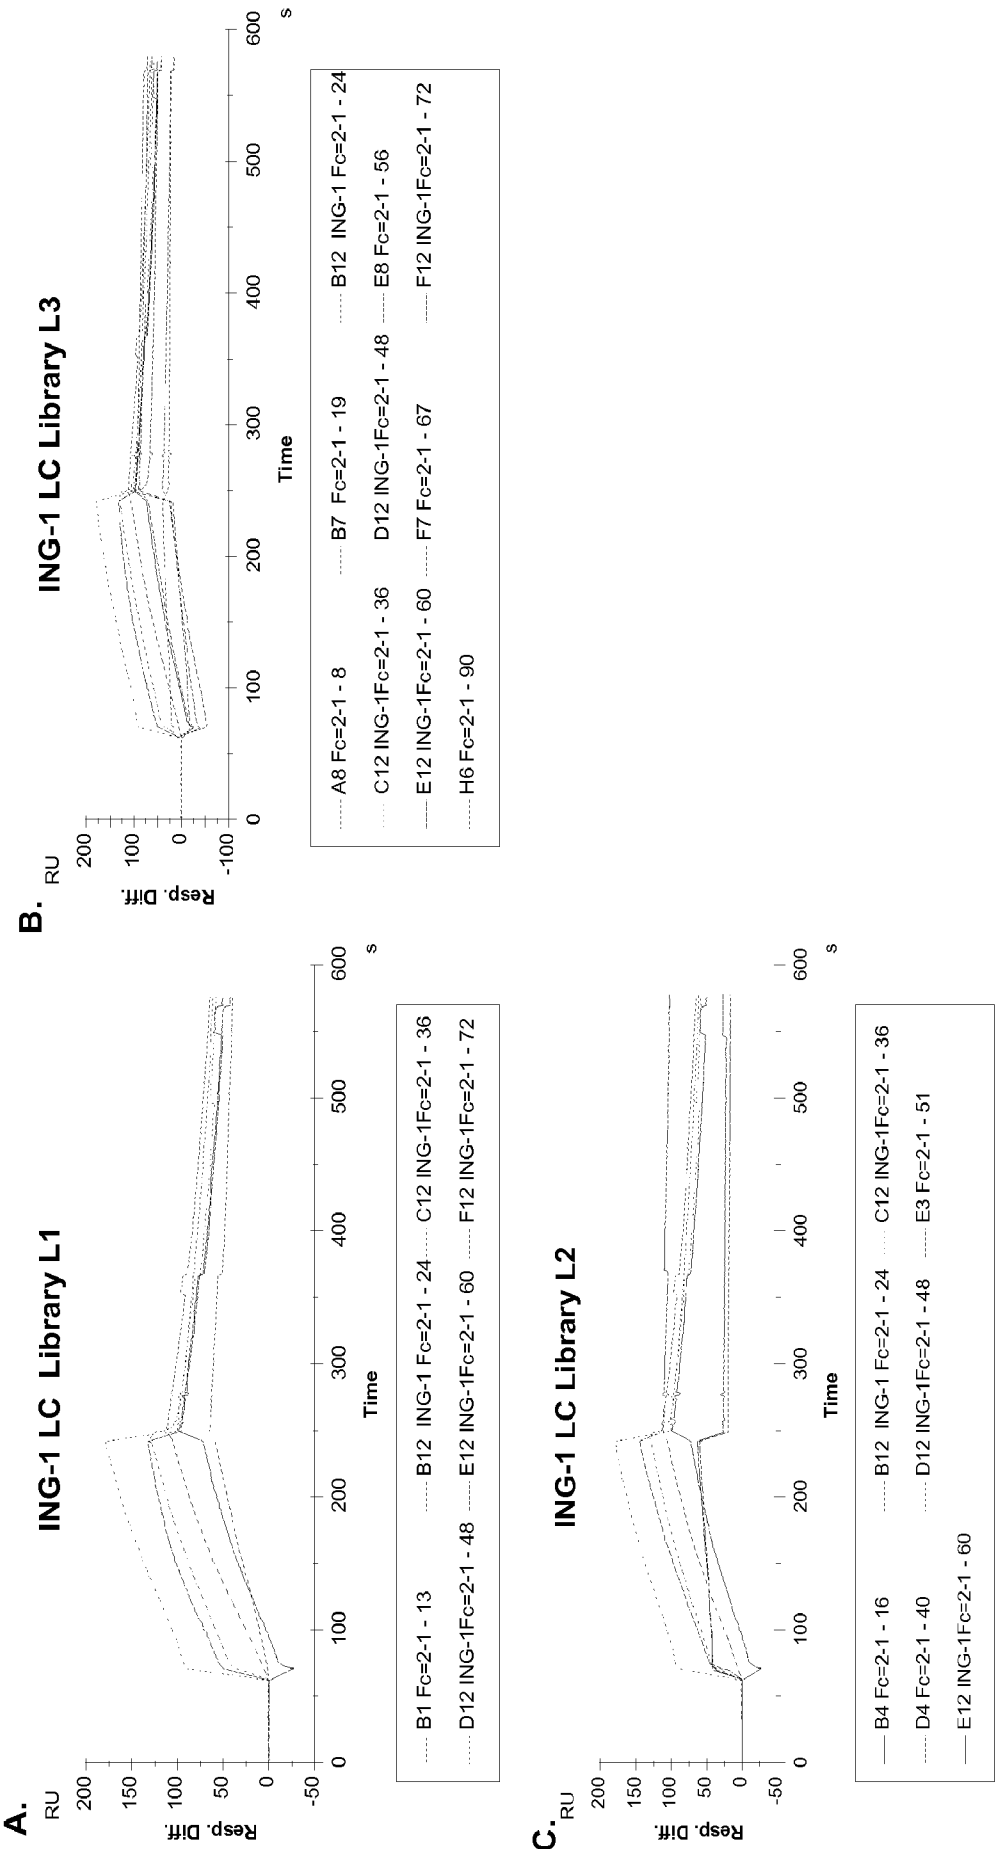 A.
ING-1 LC Library L1
RU
200
150
100
50
0
-50
Resp. Diff.
0 100 200 300 400 500 600
Time
s
B1 Fc=2-1 - 13 B12 ING-1 Fc=2-1 - 24 C12 ING-1Fc=2-1 - 36
D12 ING-1Fc=2-1 - 48 E12 ING-1Fc=2-1 - 60 F12 ING-1Fc=2-1 - 72
B.
ING-1 LC Library L3
RU
200
100
0
-100
Resp. Diff.
0 100 200 300 400 500 600
Time
s
A8 Fc=2-1 - 8 B7 Fc=2-1 - 19 B12 ING-1 Fc=2-1 - 24
C12 ING-1Fc=2-1 - 36 D12 ING-1Fc=2-1 - 48 E8 Fc=2-1 - 56
E12 ING-1Fc=2-1 - 60 F7 Fc=2-1 - 67 F12 ING-1Fc=2-1 - 72
H6 Fc=2-1 - 90
C.
ING-1 LC Library L2
RU
200
150
100
50
0
-50
Resp. Diff.
0 100 200 300 400 500 600
Time
s
B4 Fc=2-1 - 16 B12 ING-1 Fc=2-1 - 24 C12 ING-1Fc=2-1 - 36
D4 Fc=2-1 - 40 D12 ING-1Fc=2-1 - 48 E3 Fc=2-1 - 51
E12 ING-1Fc=2-1 - 60